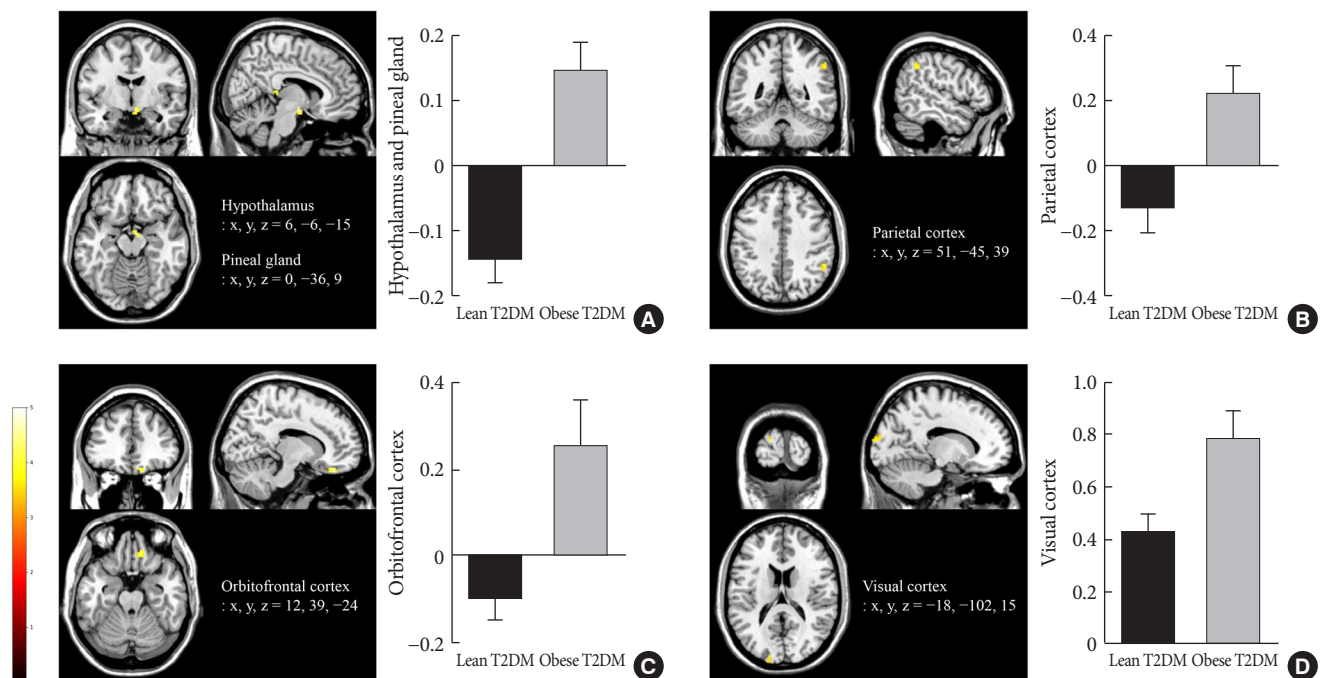 Hypothalamus
: x, y, z = 6, −6, −15
Pineal gland
: x, y, z = 0, −36, 9
Hypothalamus and pineal gland
0.2
0.1
0
−0.1
−0.2
Lean T2DM Obese T2DM
A
Parietal cortex
: x, y, z = 51, −45, 39
Parietal cortex
0.4
0.2
0
−0.2
−0.4
Lean T2DM Obese T2DM
B
5
4
3
2
1
Orbitofrontal cortex
: x, y, z = 12, 39, −24
Orbitofrontal cortex
0.4
0.2
0
−0.2
Lean T2DM Obese T2DM
C
Visual cortex
: x, y, z = −18, −102, 15
Visual cortex
1.0
0.8
0.6
0.4
0.2
0
Lean T2DM Obese T2DM
D